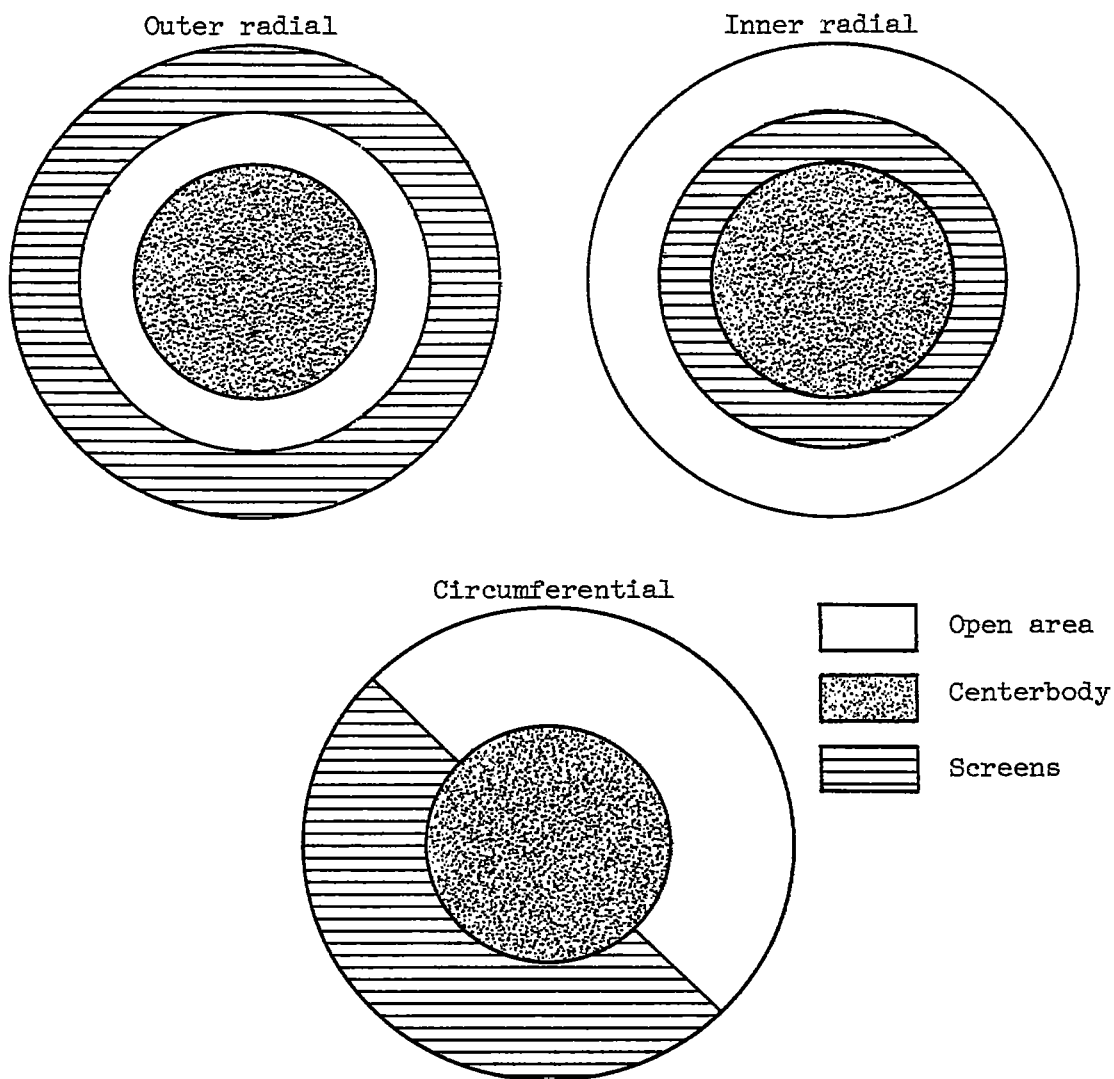 Outer radial
Inner radial
Circumferential
Open area
Centerbody
Screens